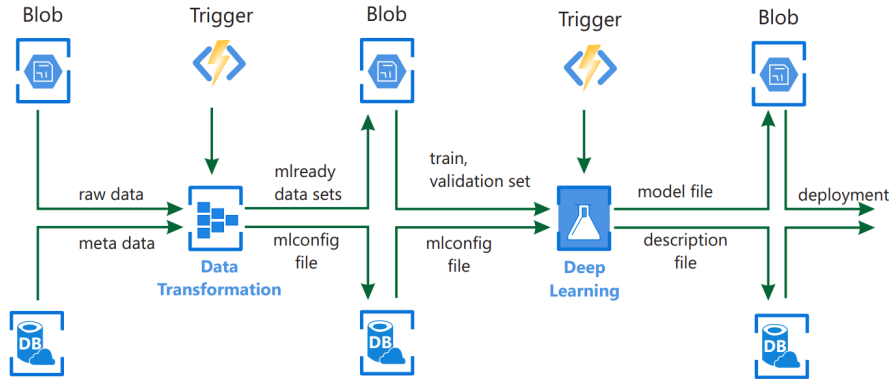 Blob
Trigger
Blob
Trigger
Blob
raw data
meta data
Data
Transformation
mlready
data sets
mlconfig
file
train,
validation set
mlconfig
file
Deep
Learning
model file
description
file
deployment
DB
DB
DB